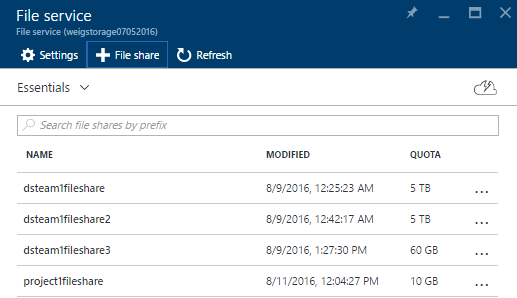 File service
File service (weigstorage07052016)
Settings File share Refresh
Essentials
Search file shares by prefix
NAME MODIFIED QUOTA
dsteam1fileshare 8/9/2016, 12:25:23 AM 5 TB ...
dsteam1fileshare2 8/9/2016, 12:42:17 AM 5 TB ...
dsteam1fileshare3 8/9/2016, 1:27:30 PM 60 GB ...
project1fileshare 8/11/2016, 12:04:27 PM 10 GB ...